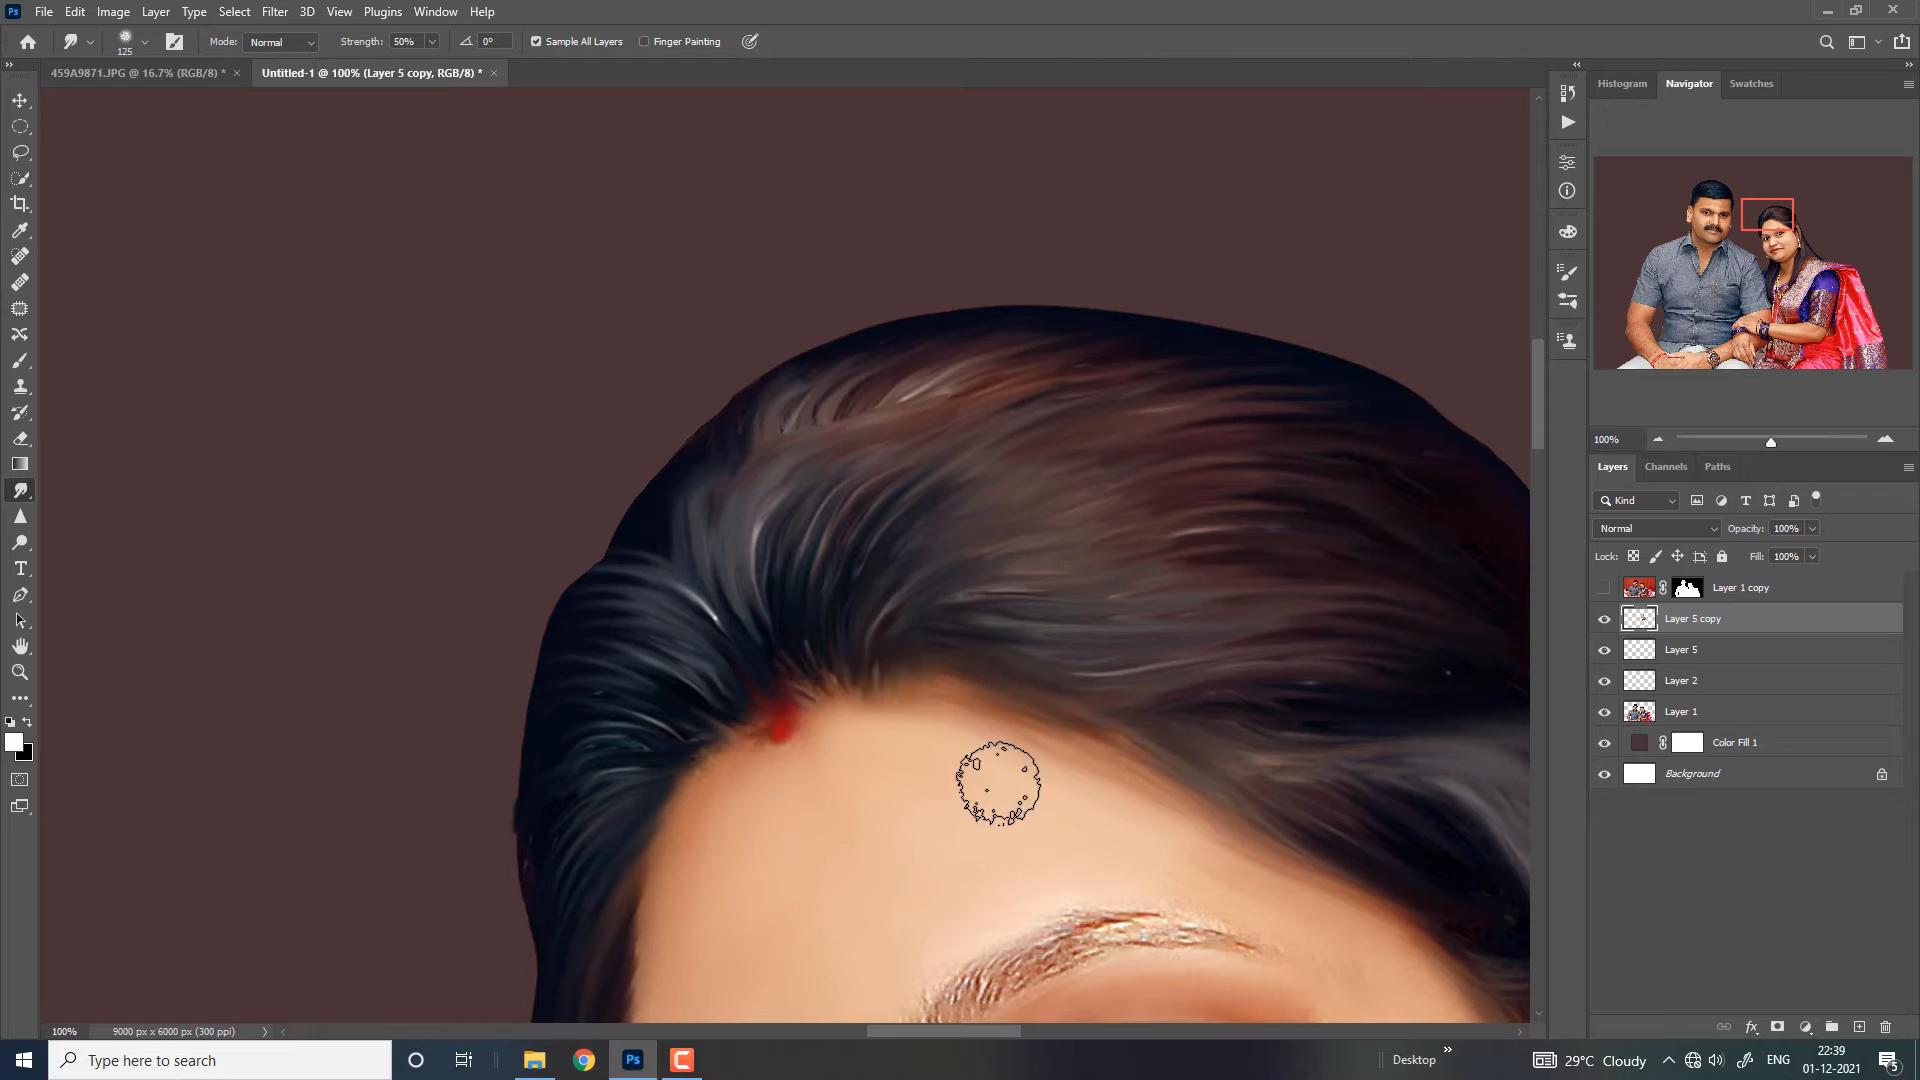 Ps File Edit Image Layer Type Select Filter 3D View Plugins Window Help
125 Mode: Normal Strength: 50% 0° Sample All Layers Finger Painting
459A9871.JPG @ 16.7% (RGB/8) * × Untitled-1 @ 100% (Layer 5 copy, RGB/8) * ×
Histogram Navigator Swatches
100%
Layers Channels Paths
Kind
Normal Opacity: 100%
Lock: Fill: 100%
Layer 1 copy
Layer 5 copy
Layer 5
Layer 2
Layer 1
Color Fill 1
Background
100% 9000 px x 6000 px (300 ppi)
Type here to search Ps Desktop 29°C Cloudy ENG 22:39
01-12-2021 5